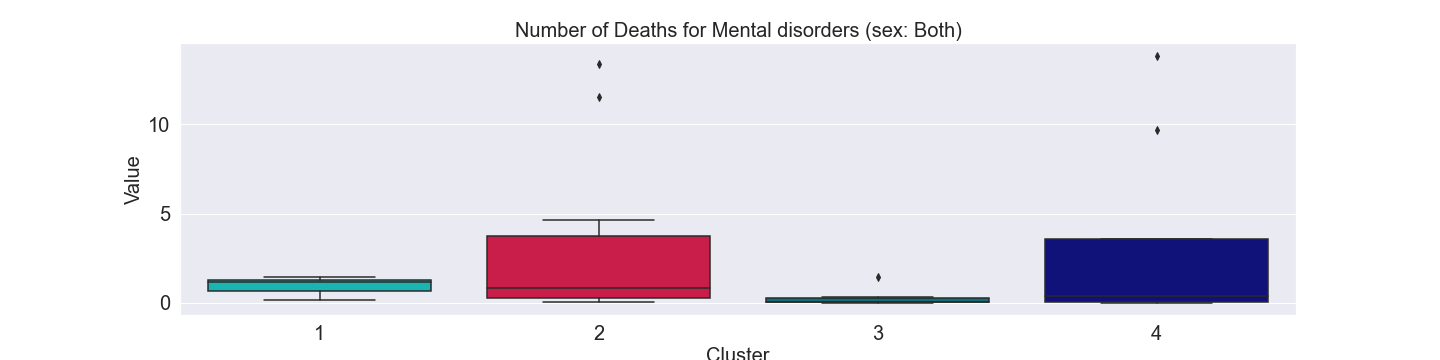 Number of Deaths for Mental disorders (sex: Both)
Value
10
5
0
1 2 3 4
Cluster